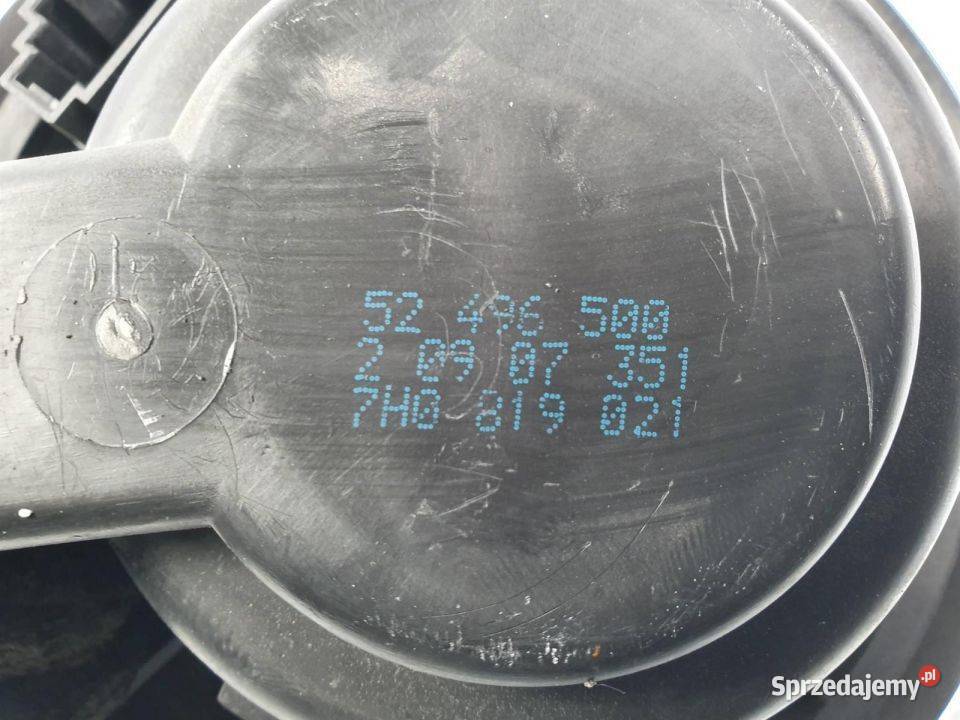 52 496 500
2 09 07 351
7H0 819 021
Sprzedajemy.pl